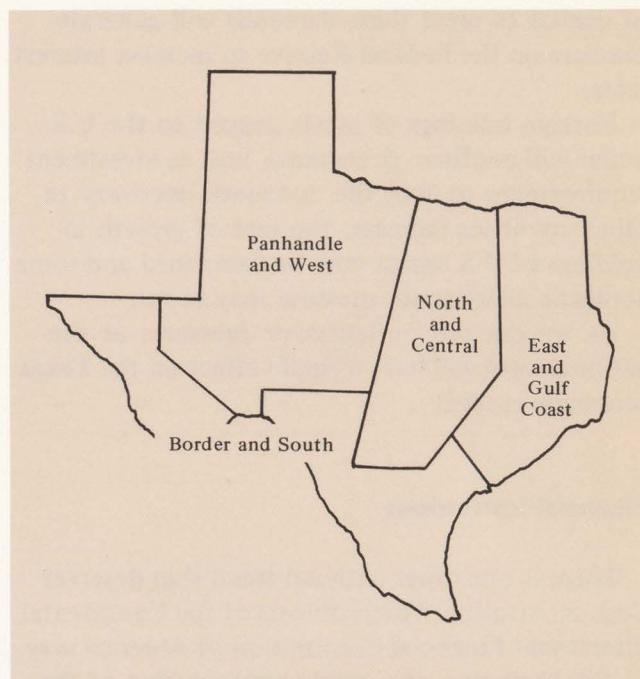 Panhandle
and West
North
and
Central
East
and
Gulf
Coast
Border and South